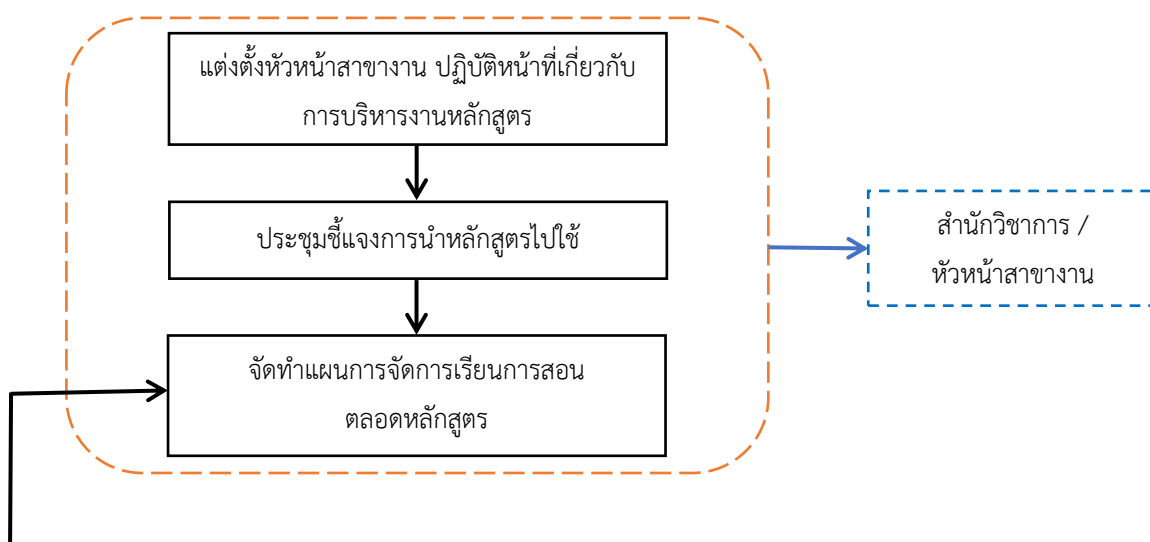 แต่งตั้งหัวหน้าสาขางาน ปฏิบัติหน้าที่เกี่ยวกับ
การบริหารงานหลักสูตร
ประชุมชี้แจงการนำหลักสูตรไปใช้
สำนักวิชาการ /
หัวหน้าสาขางาน
จัดทำแผนการจัดการเรียนการสอน
ตลอดหลักสูตร